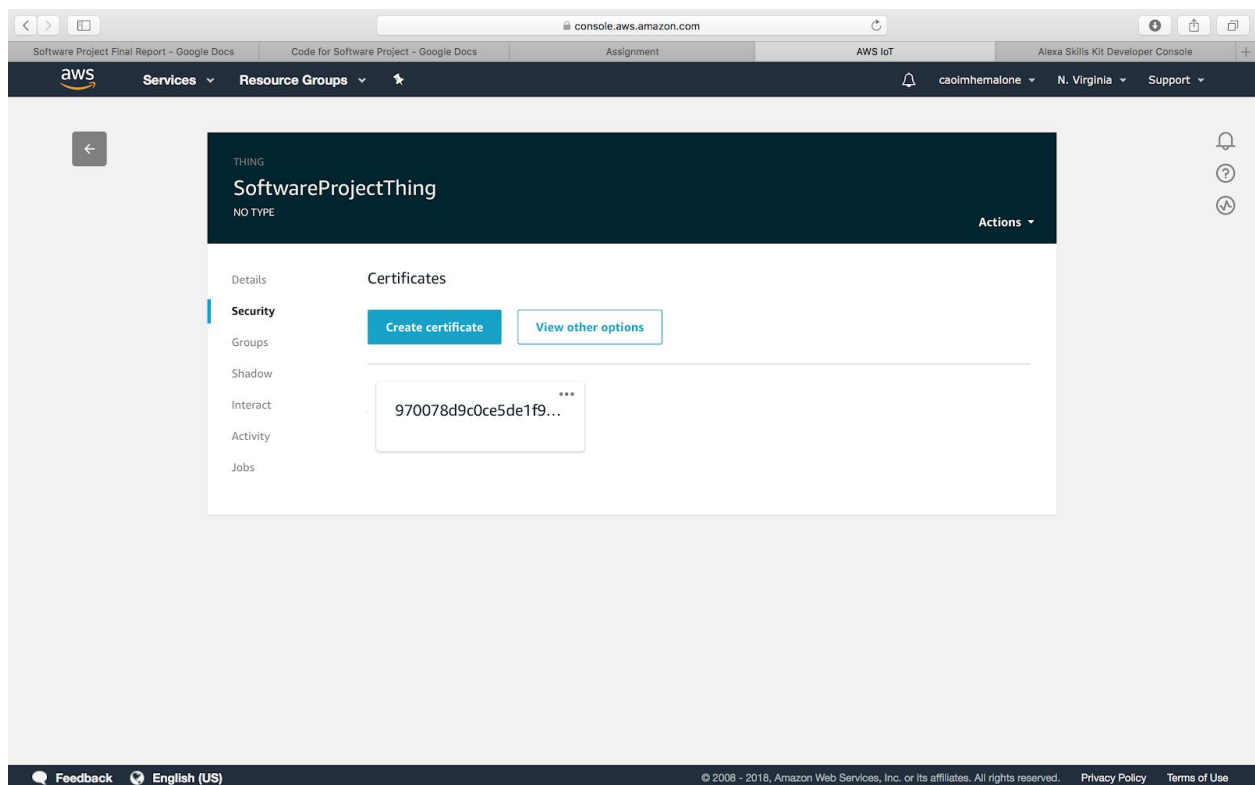 console.aws.amazon.com
Software Project Final Report - Google Docs Code for Software Project - Google Docs Assignment AWS IoT Alexa Skills Kit Developer Console
aws Services Resource Groups caoimhemalone N. Virginia Support
THING
SoftwareProjectThing
NO TYPE
Actions
Details
Certificates
Security
Create certificate View other options
Groups
Shadow
Interact
970078d9c0ce5de1f9...
Activity
Jobs
Feedback English (US) © 2008 - 2018, Amazon Web Services, Inc. or its affiliates. All rights reserved. Privacy Policy Terms of Use